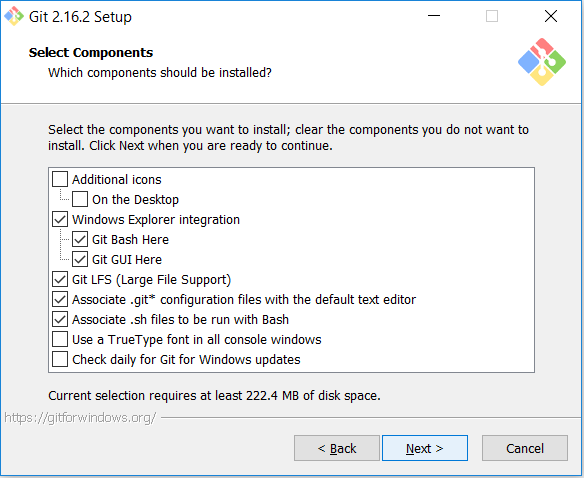 Git 2.16.2 Setup
Select Components
Which components should be installed?
Select the components you want to install; clear the components you do not want to
install. Click Next when you are ready to continue.
Additional icons
On the Desktop
Windows Explorer integration
Git Bash Here
Git GUI Here
Git LFS (Large File Support)
Associate .git* configuration files with the default text editor
Associate .sh files to be run with Bash
Use a TrueType font in all console windows
Check daily for Git for Windows updates
Current selection requires at least 222.4 MB of disk space.
https://gitforwindows.org/
< Back Next > Cancel